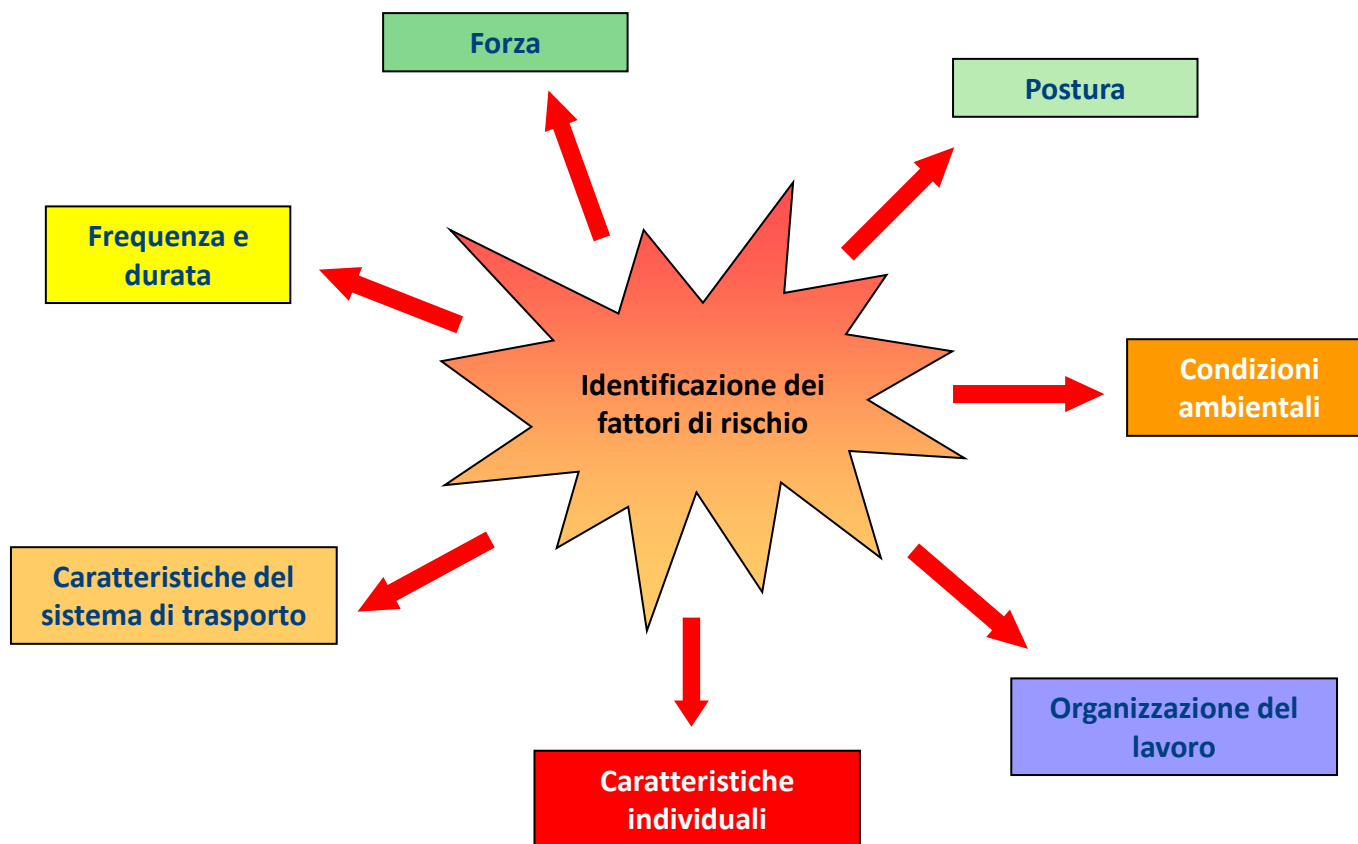 Forza
Postura
Frequenza e
durata
Identificazione dei
fattori di rischio
Condizioni
ambientali
Caratteristiche del
sistema di trasporto
Organizzazione del
lavoro
Caratteristiche
individuali